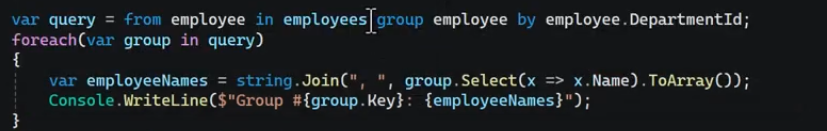 var query = from employee in employees group employee by employee.DepartmentId;
foreach(var group in query)
{
    var employeeNames = string.Join(", ", group.Select(x => x.Name).ToArray());
    Console.WriteLine($"Group #{group.Key}: {employeeNames}");
}